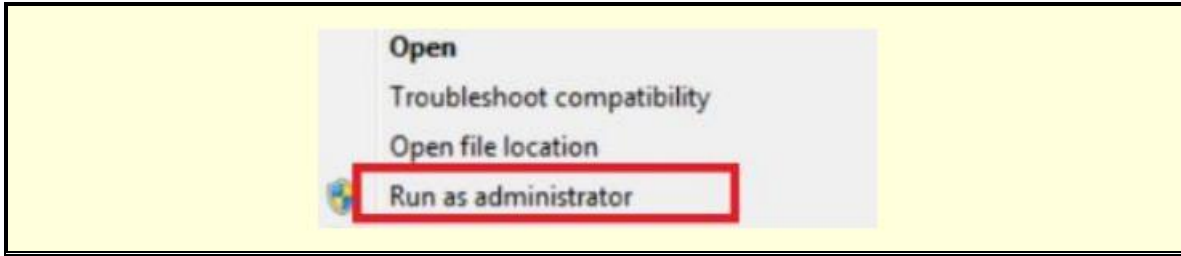 Open
Troubleshoot compatibility
Open file location
Run as administrator